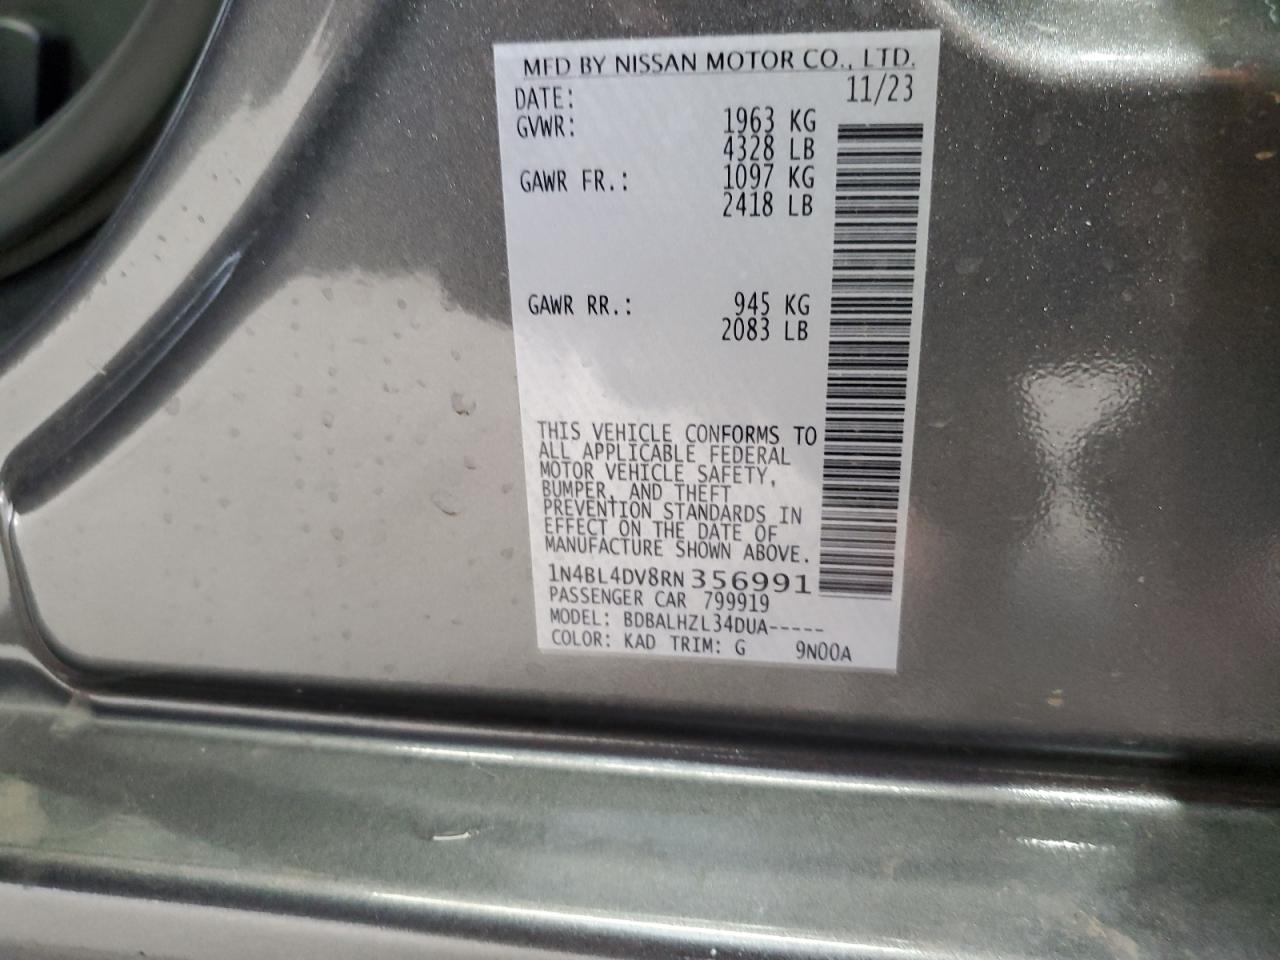 MFD BY NISSAN MOTOR CO., LTD.
DATE: 11/23
GVWR: 1963 KG
4328 LB
GAWR FR.: 1097 KG
2418 LB
GAWR RR.: 945 KG
2083 LB
THIS VEHICLE CONFORMS TO
ALL APPLICABLE FEDERAL
MOTOR VEHICLE SAFETY,
BUMPER, AND THEFT
PREVENTION STANDARDS IN
EFFECT ON THE DATE OF
MANUFACTURE SHOWN ABOVE.
1N4BL4DV8RN356991
PASSENGER CAR 799919
MODEL: BDBALHZL34DUA-----
COLOR: KAD TRIM: G 9N00A